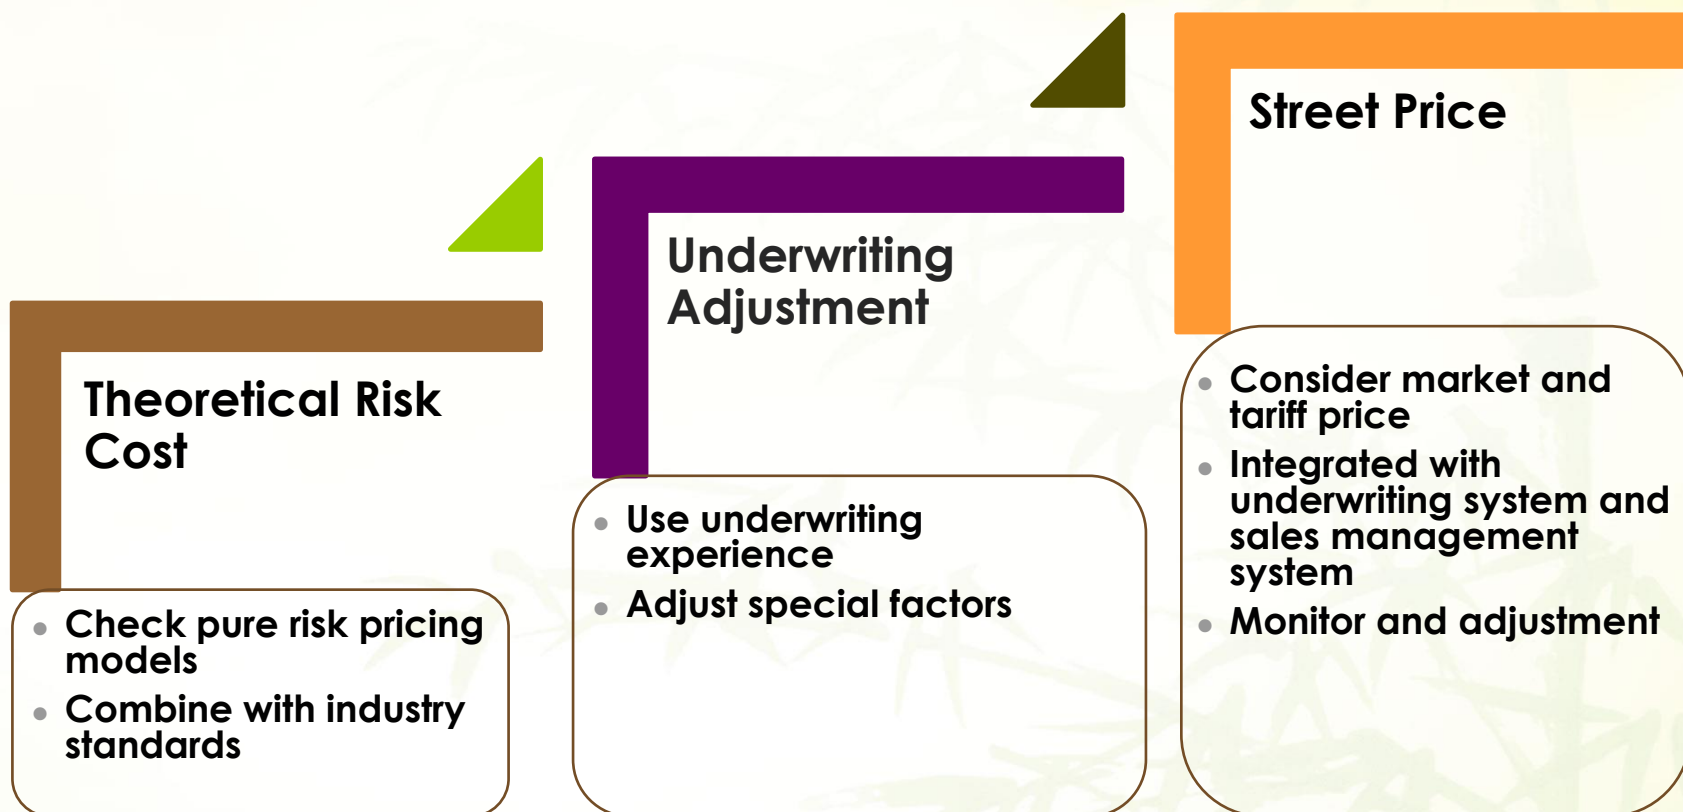 Theoretical Risk
Cost
• Check pure risk pricing
models
• Combine with industry
standards
Underwriting
Adjustment
• Use underwriting
experience
• Adjust special factors
Street Price
• Consider market and
tariff price
• Integrated with
underwriting system and
sales management
system
• Monitor and adjustment